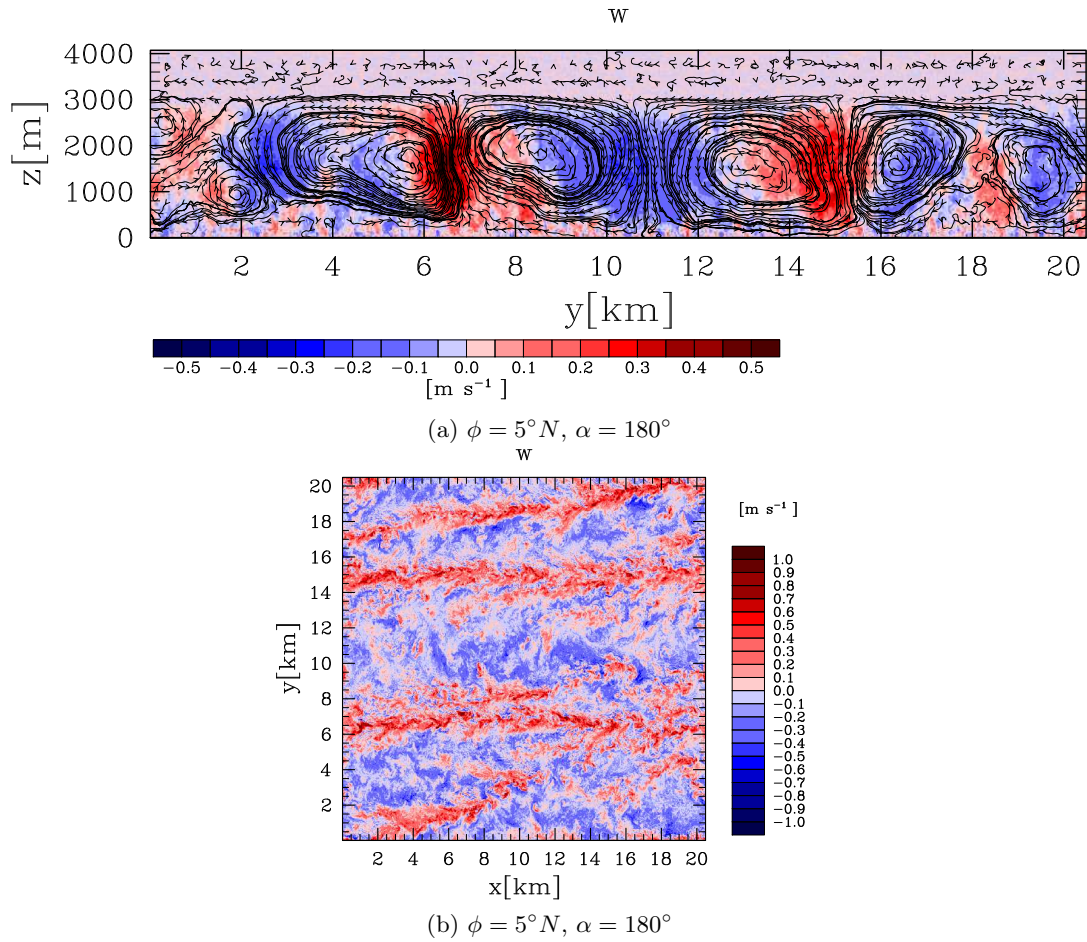 w
4000
3000
2000
1000
0
z[m]
2 4 6 8 10 12 14 16 18 20
y[km]
−0.5 −0.4 −0.3 −0.2 −0.1 0.0 0.1 0.2 0.3 0.4 0.5
[m s⁻¹ ]
(a) ϕ = 5°N, α = 180°
w
20
18
16
14
12
10
8
6
4
2
y[km]
2 4 6 8 10 12 14 16 18 20
x[km]
[m s⁻¹ ]
1.0
0.9
0.8
0.7
0.6
0.5
0.4
0.3
0.2
0.1
0.0
−0.1
−0.2
−0.3
−0.4
−0.5
−0.6
−0.7
−0.8
−0.9
−1.0
(b) ϕ = 5°N, α = 180°